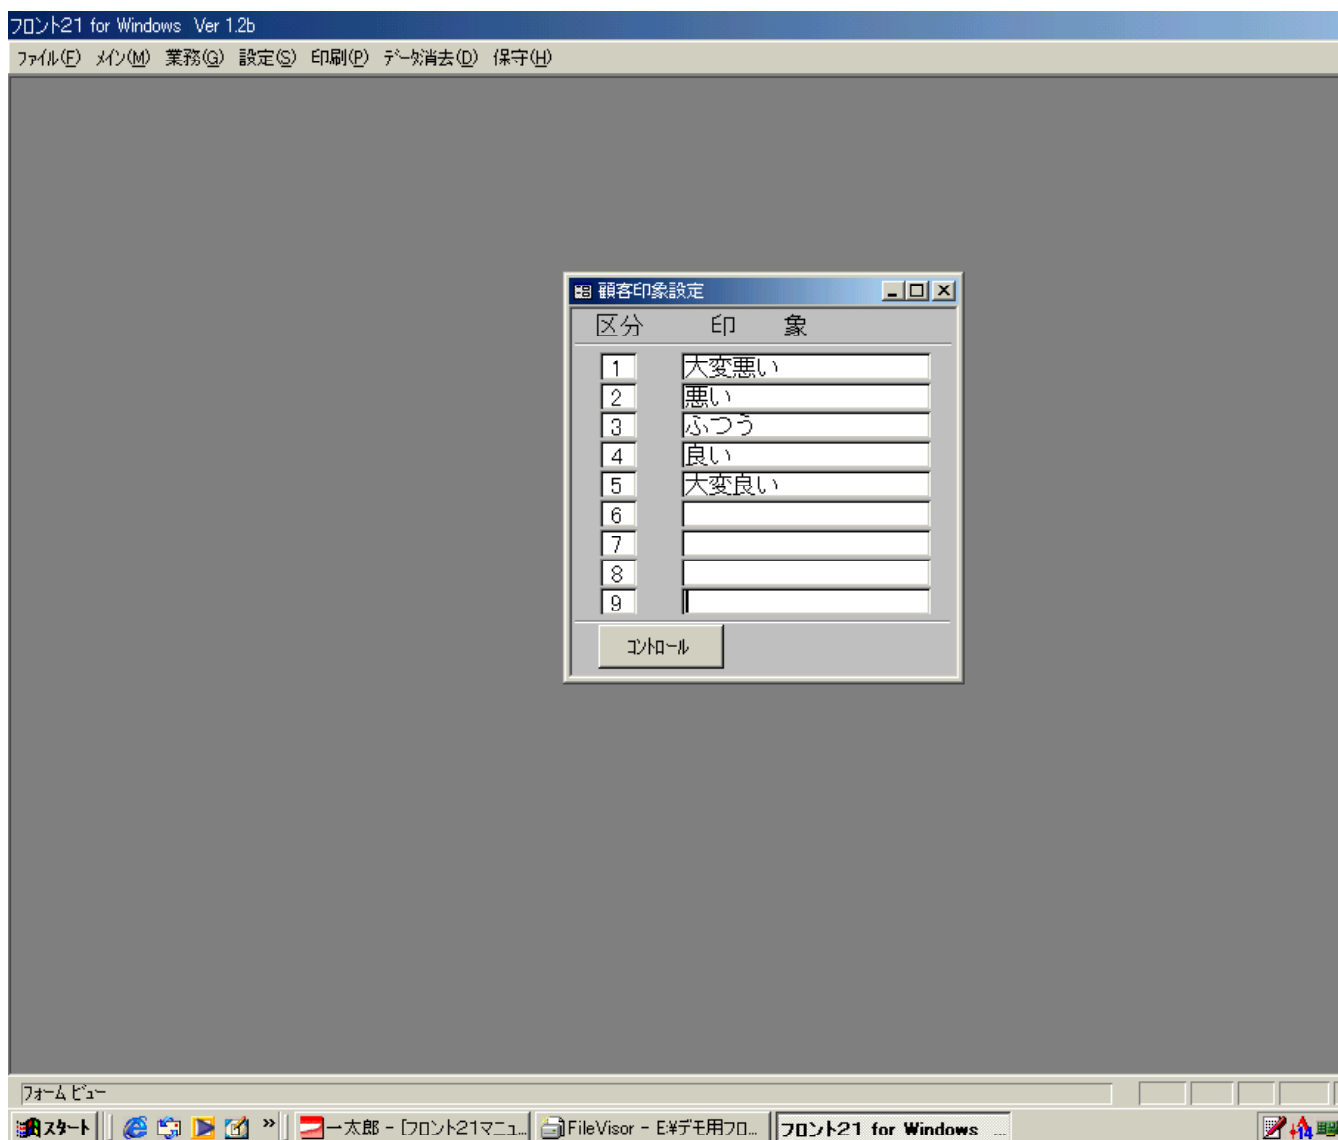 フロント21 for Windows Ver 1.2b
ファイル(F) メイン(M) 業務(G) 設定(S) 印刷(P) データ消去(D) 保守(H)
顧客印象設定
区分 印 象
1 大変悪い
2 悪い
3 ふつう
4 良い
5 大変良い
6
7
8
9
コントロール
フォーム ビュー
スタート » 一太郎 - [フロント21マニュ... FileVisor - E:¥デモ用フロ... フロント21 for Windows ...